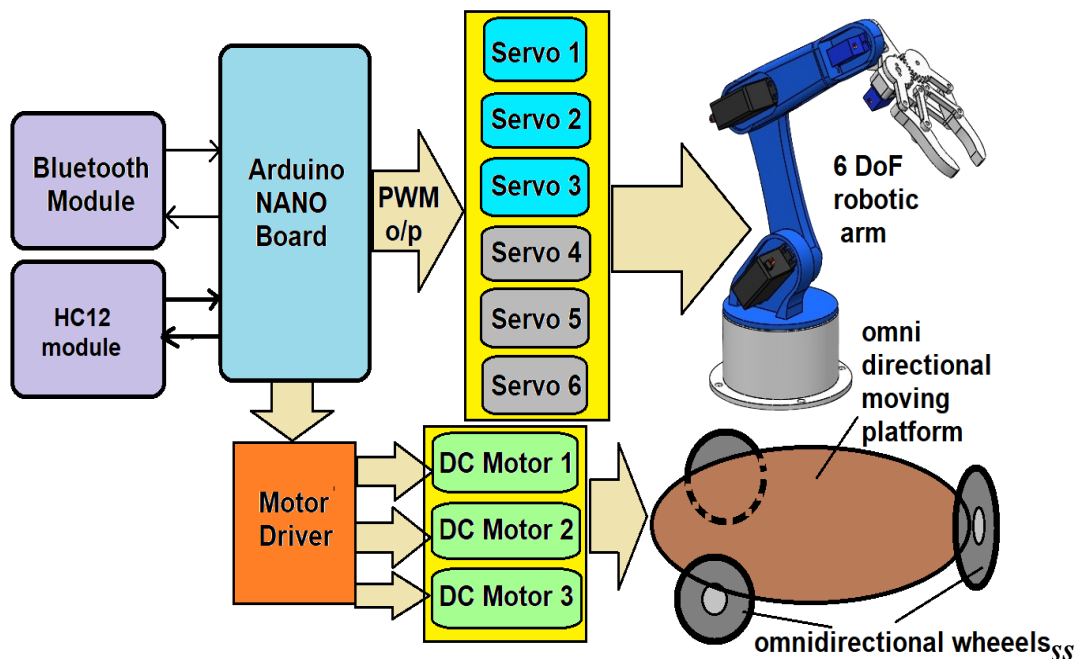 Bluetooth
Module
HC12
module
Arduino
NANO
Board
PWM
o/p
Servo 1
Servo 2
Servo 3
Servo 4
Servo 5
Servo 6
6 DoF
robotic
arm
Motor
Driver
DC Motor 1
DC Motor 2
DC Motor 3
omni
directional
moving
platform
omnidirectional wheeelsss